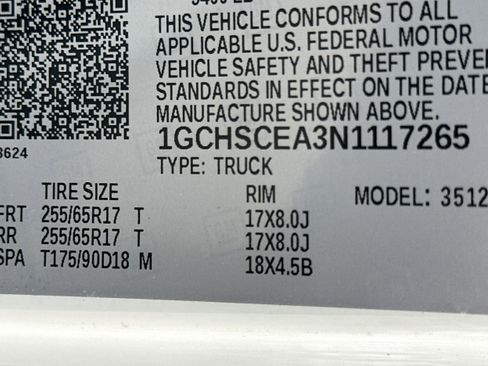 THIS VEHICLE CONFORMS TO ALL
APPLICABLE U.S. FEDERAL MOTOR
VEHICLE SAFETY AND THEFT PREVE
STANDARDS IN EFFECT ON THE DATE
MANUFACTURE SHOWN ABOVE.
1GCHSCEA3N1117265
3624
TYPE: TRUCK
TIRE SIZE RIM MODEL: 3512
FRT 255/65R17 T 17X8.0J
RR 255/65R17 T 17X8.0J
SPA T175/90D18 M 18X4.5B